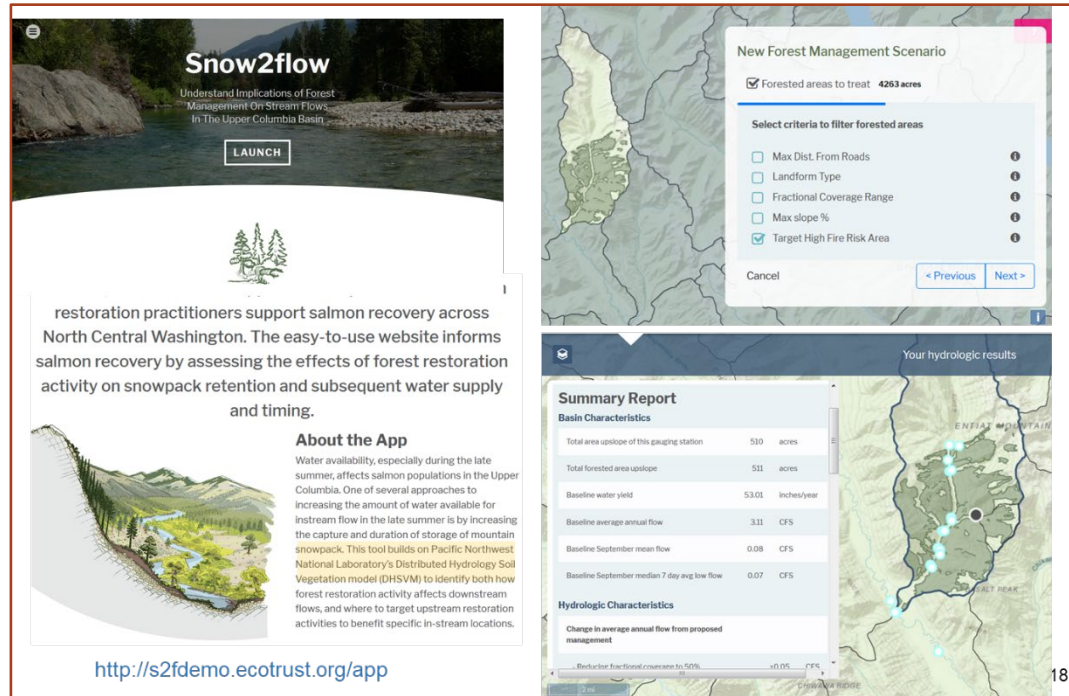 Snow2flow
Understand Implications of Forest
Management On Stream Flows
In The Upper Columbia Basin
LAUNCH
restoration practitioners support salmon recovery across
North Central Washington. The easy-to-use website informs
salmon recovery by assessing the effects of forest restoration
activity on snowpack retention and subsequent water supply
and timing.
About the App
Water availability, especially during the late
summer, affects salmon populations in the Upper
Columbia. One of several approaches to
increasing the amount of water available for
instream flow in the late summer is by increasing
the capture and duration of storage of mountain
snowpack. This tool builds on Pacific Northwest
National Laboratory's Distributed Hydrology Soil
Vegetation model (DHSVM) to identify both how
forest restoration activity affects downstream
flows, and where to target upstream restoration
activities to benefit specific in-stream locations.
http://s2fdemo.ecotrust.org/app
New Forest Management Scenario
Forested areas to treat 4263 acres
Select criteria to filter forested areas
Max Dist. From Roads
Landform Type
Fractional Coverage Range
Max slope %
Target High Fire Risk Area
Cancel
< Previous
Next >
Your hydrologic results
Summary Report
Basin Characteristics
Total area upslope of this gauging station 510 acres
Total forested area upslope 511 acres
Baseline water yield 53.01 inches/year
Baseline average annual flow 3.11 CFS
Baseline September mean flow 0.08 CFS
Baseline September median 7 day avg low flow 0.07 CFS
Hydrologic Characteristics
Change in average annual flow from proposed
management
- Reducing fractional coverage to 50% +0.05 CFS
2 mi
ENTIAT MOUNTAIN
PEAK
CHIWAWA RIDGE
18